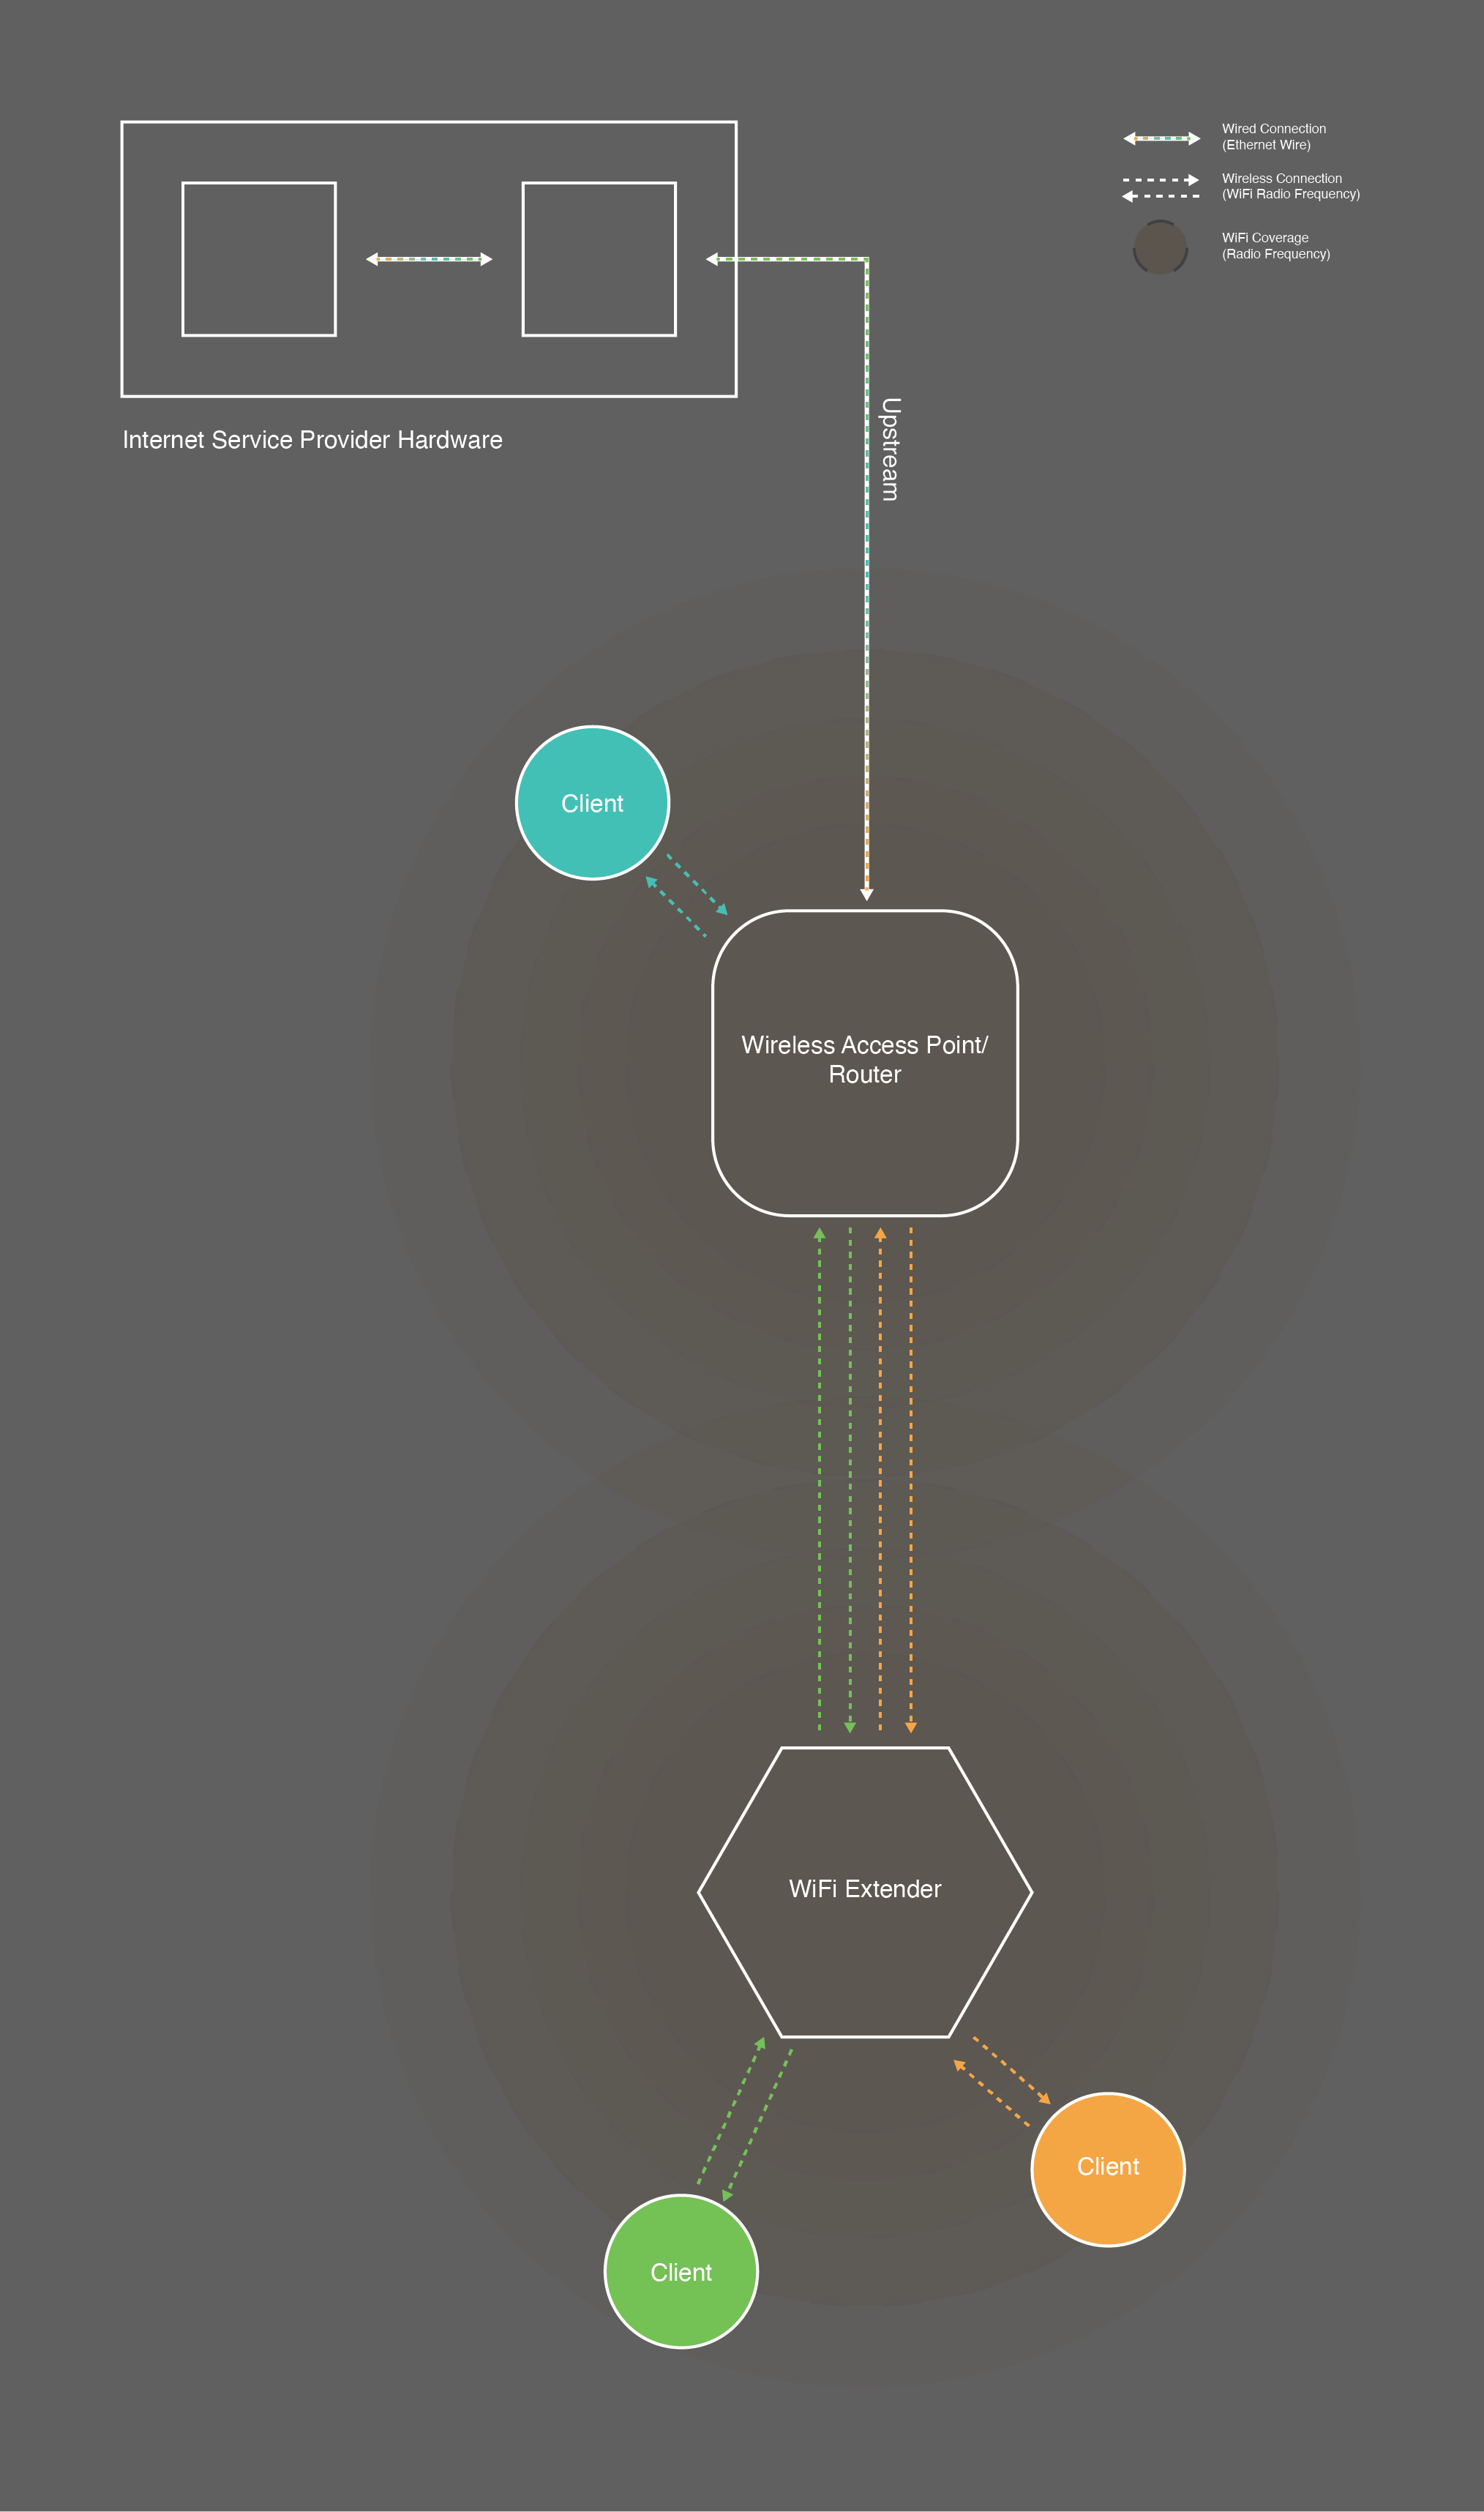 Wired Connection
(Ethernet Wire)
Wireless Connection
(WiFi Radio Frequency)
WiFi Coverage
(Radio Frequency)
Internet Service Provider Hardware
Upstream
Client
Wireless Access Point/
Router
WiFi Extender
Client
Client